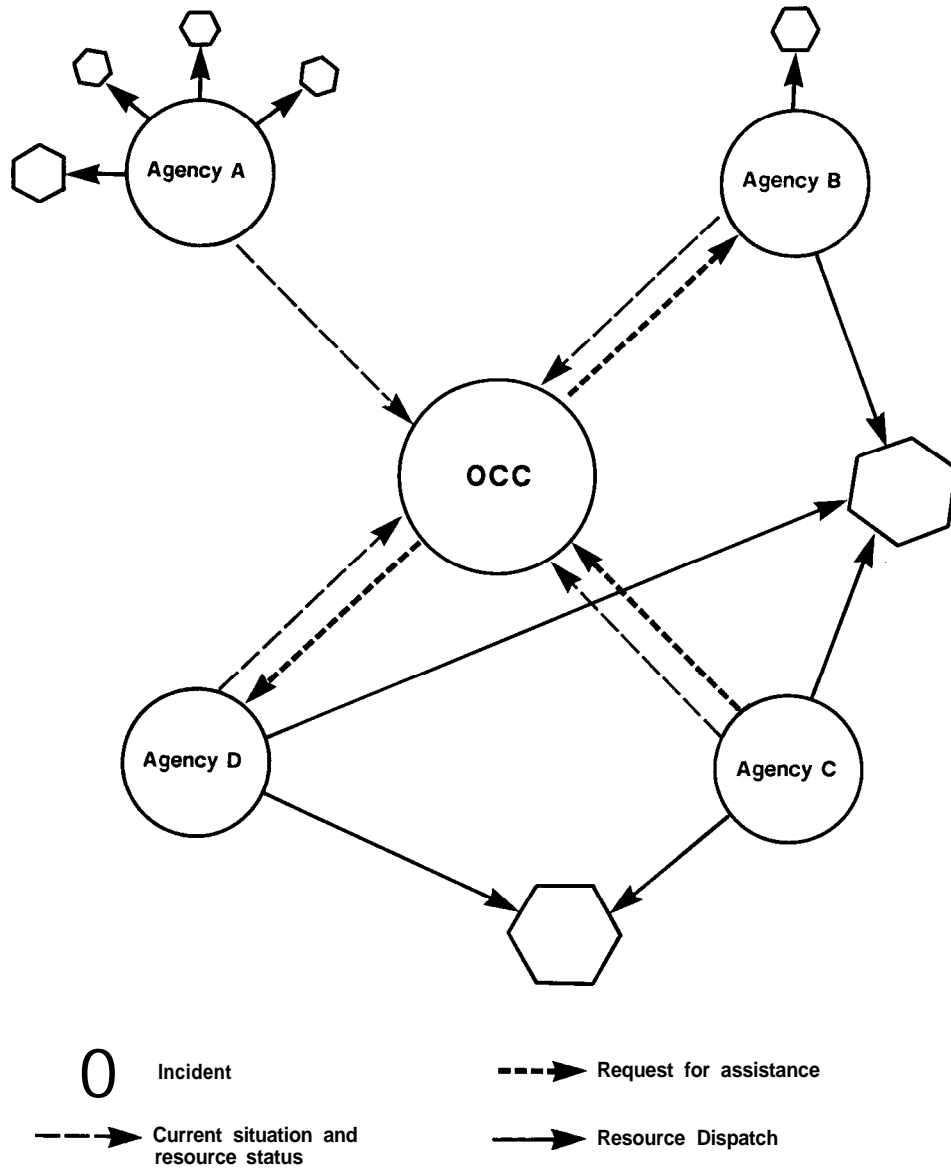 Agency A
Agency B
OCC
Agency D
Agency C
0 Incident
Request for assistance
Current situation and
resource status
Resource Dispatch